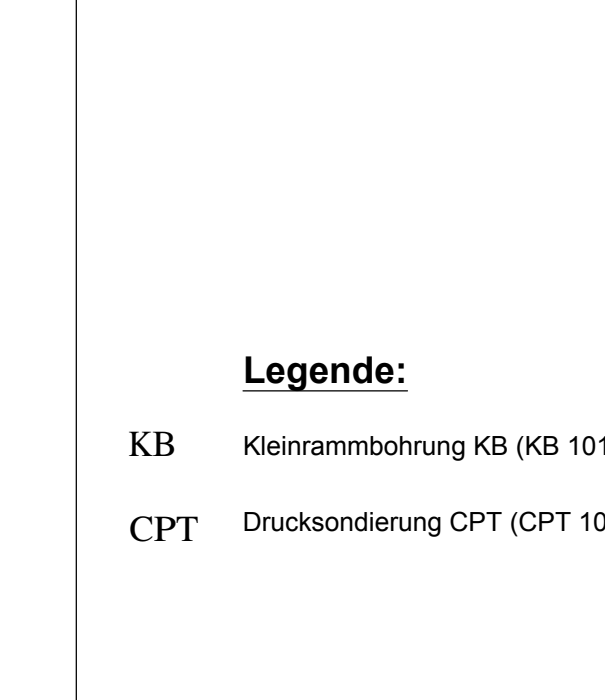 Legende:
KB Kleinrammbohrung KB (KB 101
CPT Drucksondierung CPT (CPT 10